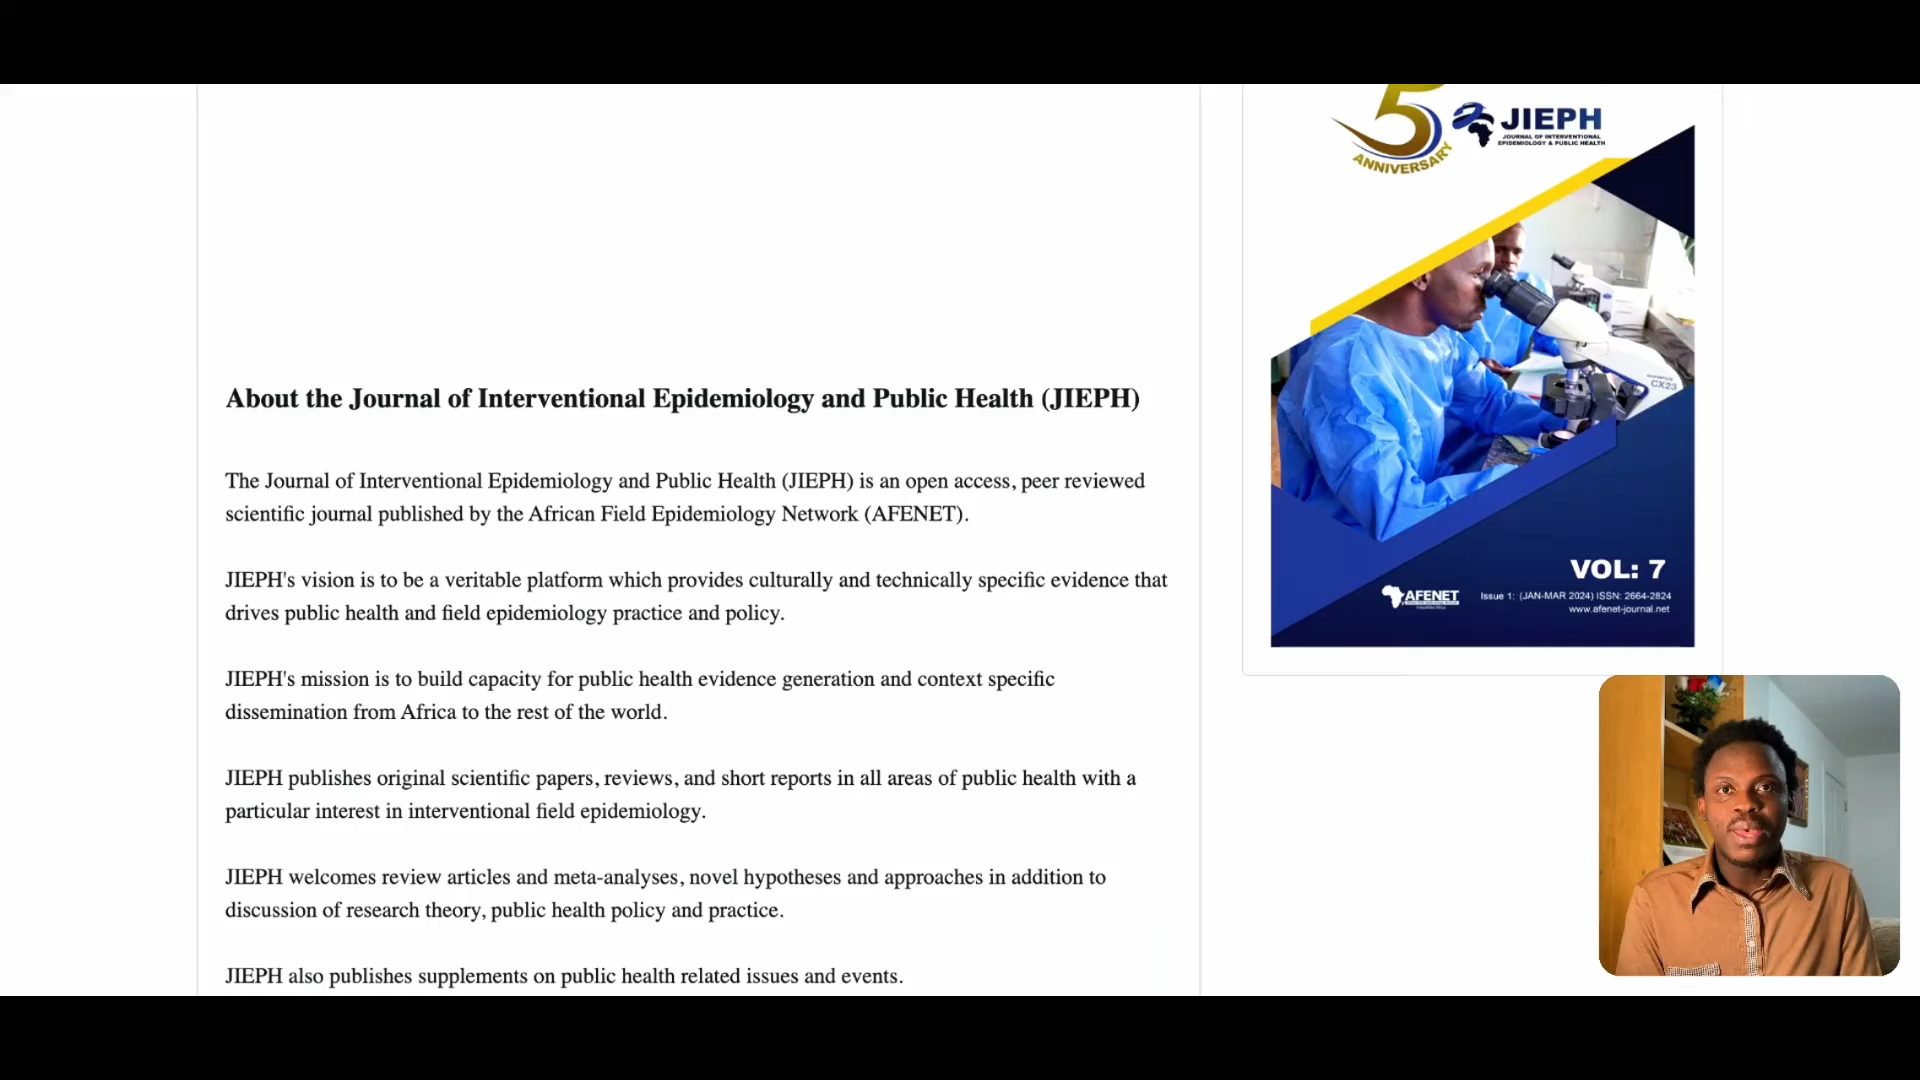 About the Journal of Interventional Epidemiology and Public Health (JIEPH)
The Journal of Interventional Epidemiology and Public Health (JIEPH) is an open access, peer reviewed
scientific journal published by the African Field Epidemiology Network (AFENET).
JIEPH's vision is to be a veritable platform which provides culturally and technically specific evidence that
drives public health and field epidemiology practice and policy.
JIEPH's mission is to build capacity for public health evidence generation and context specific
dissemination from Africa to the rest of the world.
JIEPH publishes original scientific papers, reviews, and short reports in all areas of public health with a
particular interest in interventional field epidemiology.
JIEPH welcomes review articles and meta-analyses, novel hypotheses and approaches in addition to
discussion of research theory, public health policy and practice.
JIEPH also publishes supplements on public health related issues and events.
5
ANNIVERSARY
JIEPH
JOURNAL OF INTERVENTIONAL
EPIDEMIOLOGY & PUBLIC HEALTH
OLYMPUS
CX23
VOL: 7
AFENET
Issue 1: (JAN-MAR 2024) ISSN: 2664-2824
www.afenet-journal.net